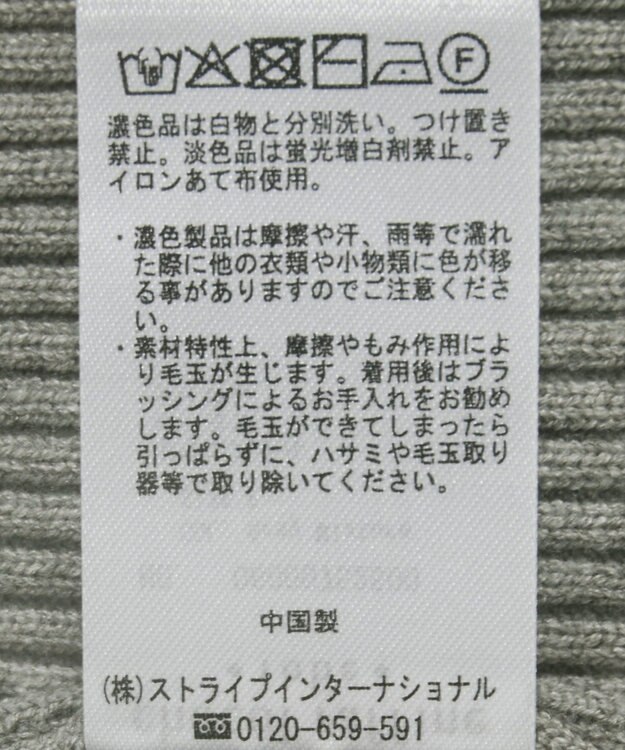 F
濃色品は白物と分別洗い。つけ置き
禁止。淡色品は蛍光増白剤禁止。ア
イロンあて布使用。
・濃色製品は摩擦や汗、雨等で濡れ
た際に他の衣類や小物類に色が移
る事がありますのでご注意くださ
い。
・素材特性上、摩擦やもみ作用によ
り毛玉が生じます。着用後はブラ
ッシングによるお手入れをお勧め
します。毛玉ができてしまったら
引っぱらずに、ハサミや毛玉取り
器等で取り除いてください。
中国製
(株)ストライプインターナショナル
0120-659-591